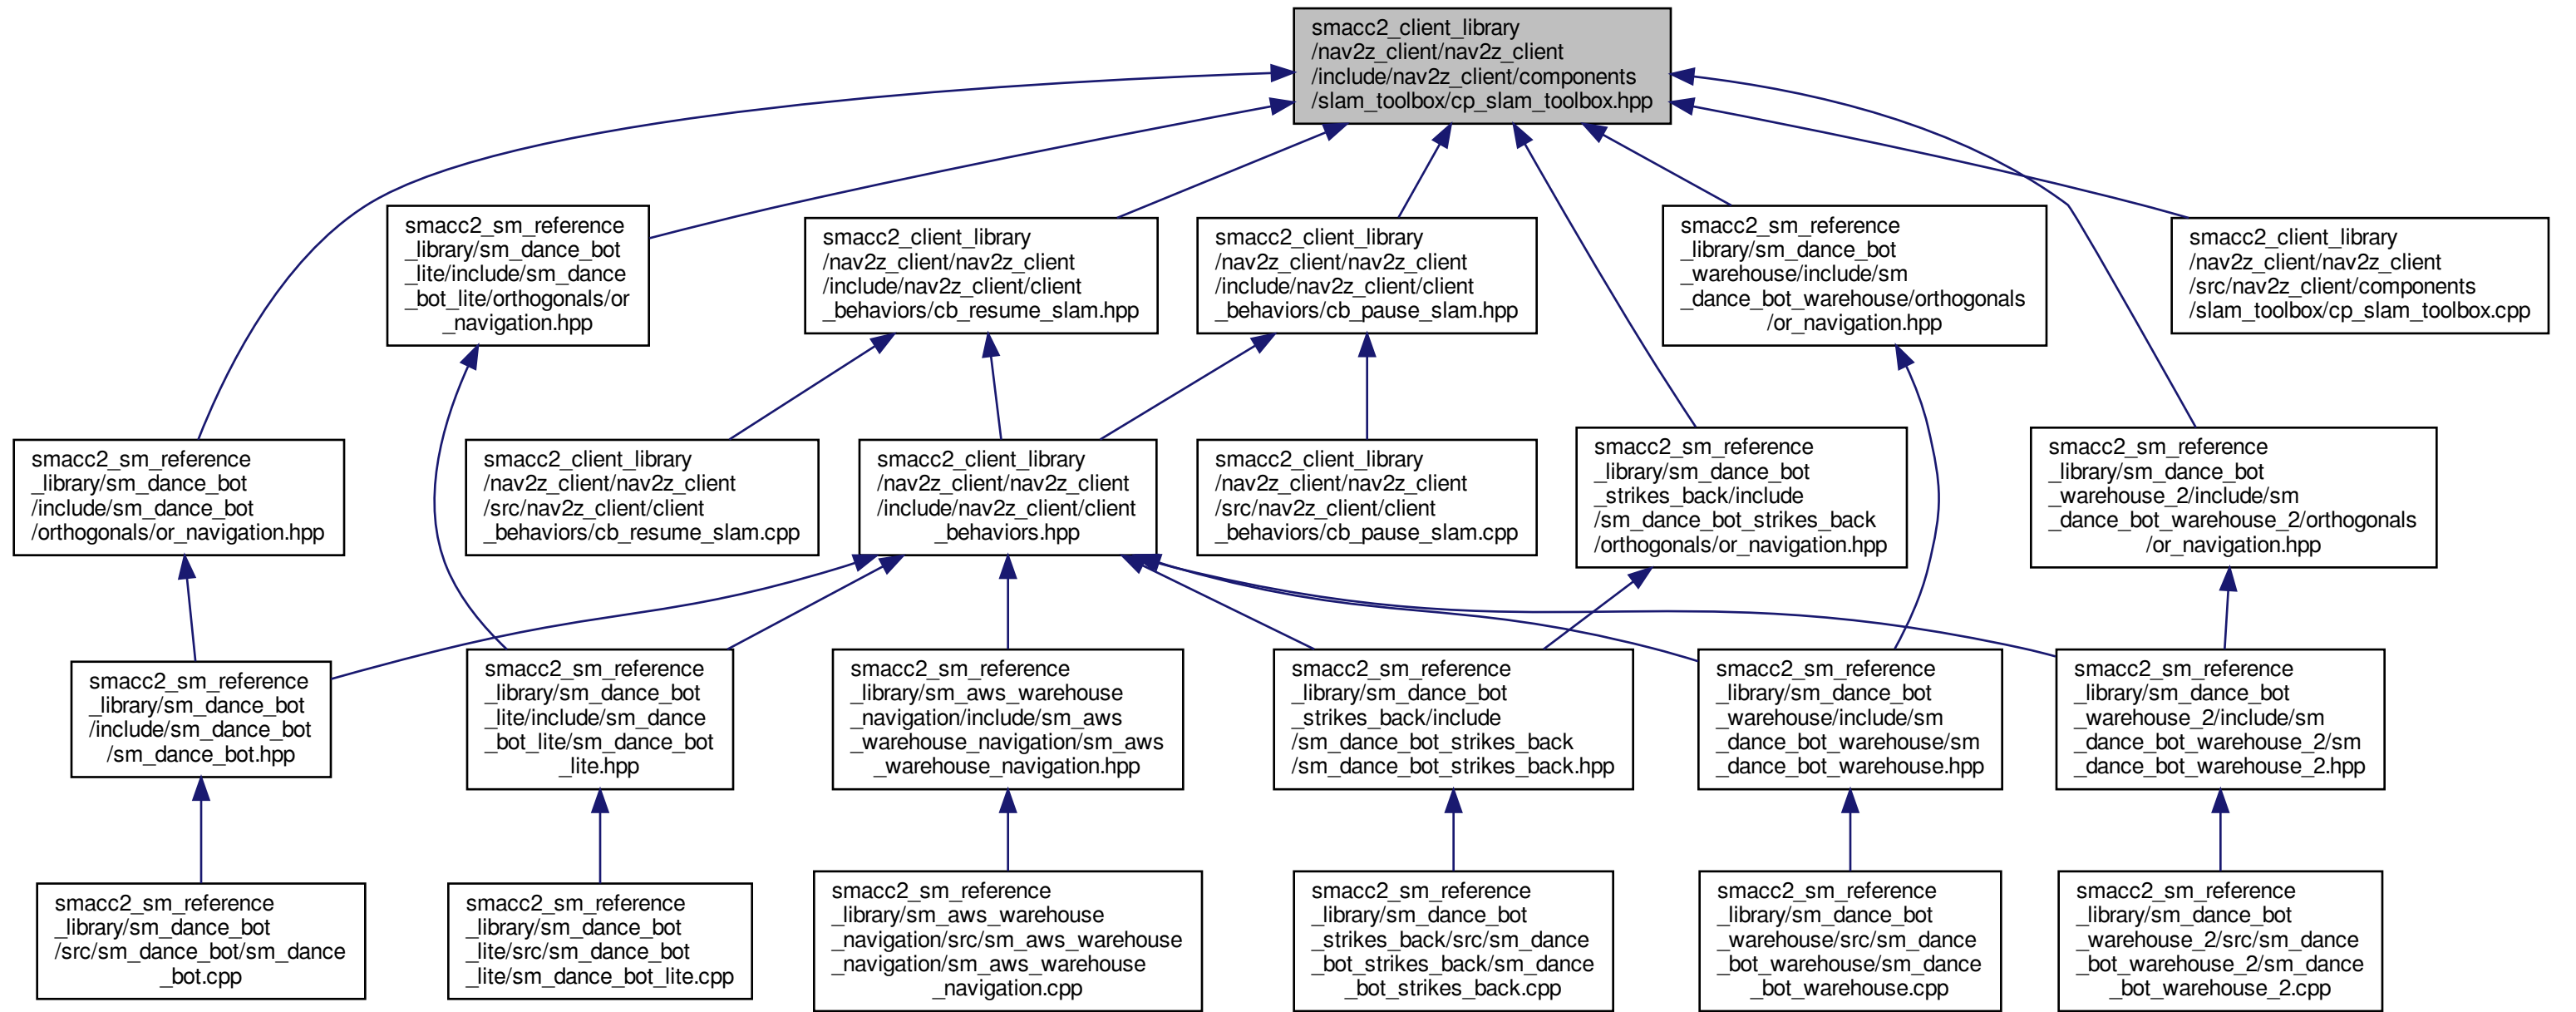 smacc2_client_library
/nav2z_client/nav2z_client
/include/nav2z_client/components
/slam_toolbox/cp_slam_toolbox.hpp
smacc2_sm_reference
_library/sm_dance_bot
_lite/include/sm_dance
_bot_lite/orthogonals/or
_navigation.hpp
smacc2_client_library
/nav2z_client/nav2z_client
/include/nav2z_client/client
_behaviors/cb_resume_slam.hpp
smacc2_client_library
/nav2z_client/nav2z_client
/include/nav2z_client/client
_behaviors/cb_pause_slam.hpp
smacc2_sm_reference
_library/sm_dance_bot
_warehouse/include/sm
_dance_bot_warehouse/orthogonals
/or_navigation.hpp
smacc2_client_library
/nav2z_client/nav2z_client
/src/nav2z_client/components
/slam_toolbox/cp_slam_toolbox.cpp
smacc2_sm_reference
_library/sm_dance_bot
/include/sm_dance_bot
/orthogonals/or_navigation.hpp
smacc2_client_library
/nav2z_client/nav2z_client
/src/nav2z_client/client
_behaviors/cb_resume_slam.cpp
smacc2_client_library
/nav2z_client/nav2z_client
/include/nav2z_client/client
_behaviors.hpp
smacc2_client_library
/nav2z_client/nav2z_client
/src/nav2z_client/client
_behaviors/cb_pause_slam.cpp
smacc2_sm_reference
_library/sm_dance_bot
_strikes_back/include
/sm_dance_bot_strikes_back
/orthogonals/or_navigation.hpp
smacc2_sm_reference
_library/sm_dance_bot
_warehouse_2/include/sm
_dance_bot_warehouse_2/orthogonals
/or_navigation.hpp
smacc2_sm_reference
_library/sm_dance_bot
/include/sm_dance_bot
/sm_dance_bot.hpp
smacc2_sm_reference
_library/sm_dance_bot
_lite/include/sm_dance
_bot_lite/sm_dance_bot
_lite.hpp
smacc2_sm_reference
_library/sm_aws_warehouse
_navigation/include/sm_aws
_warehouse_navigation/sm_aws
_warehouse_navigation.hpp
smacc2_sm_reference
_library/sm_dance_bot
_strikes_back/include
/sm_dance_bot_strikes_back
/sm_dance_bot_strikes_back.hpp
smacc2_sm_reference
_library/sm_dance_bot
_warehouse/include/sm
_dance_bot_warehouse/sm
_dance_bot_warehouse.hpp
smacc2_sm_reference
_library/sm_dance_bot
_warehouse_2/include/sm
_dance_bot_warehouse_2/sm
_dance_bot_warehouse_2.hpp
smacc2_sm_reference
_library/sm_dance_bot
/src/sm_dance_bot/sm_dance
_bot.cpp
smacc2_sm_reference
_library/sm_dance_bot
_lite/src/sm_dance_bot
_lite/sm_dance_bot_lite.cpp
smacc2_sm_reference
_library/sm_aws_warehouse
_navigation/src/sm_aws_warehouse
_navigation/sm_aws_warehouse
_navigation.cpp
smacc2_sm_reference
_library/sm_dance_bot
_strikes_back/src/sm_dance
_bot_strikes_back/sm_dance
_bot_strikes_back.cpp
smacc2_sm_reference
_library/sm_dance_bot
_warehouse/src/sm_dance
_bot_warehouse/sm_dance
_bot_warehouse.cpp
smacc2_sm_reference
_library/sm_dance_bot
_warehouse_2/src/sm_dance
_bot_warehouse_2/sm_dance
_bot_warehouse_2.cpp